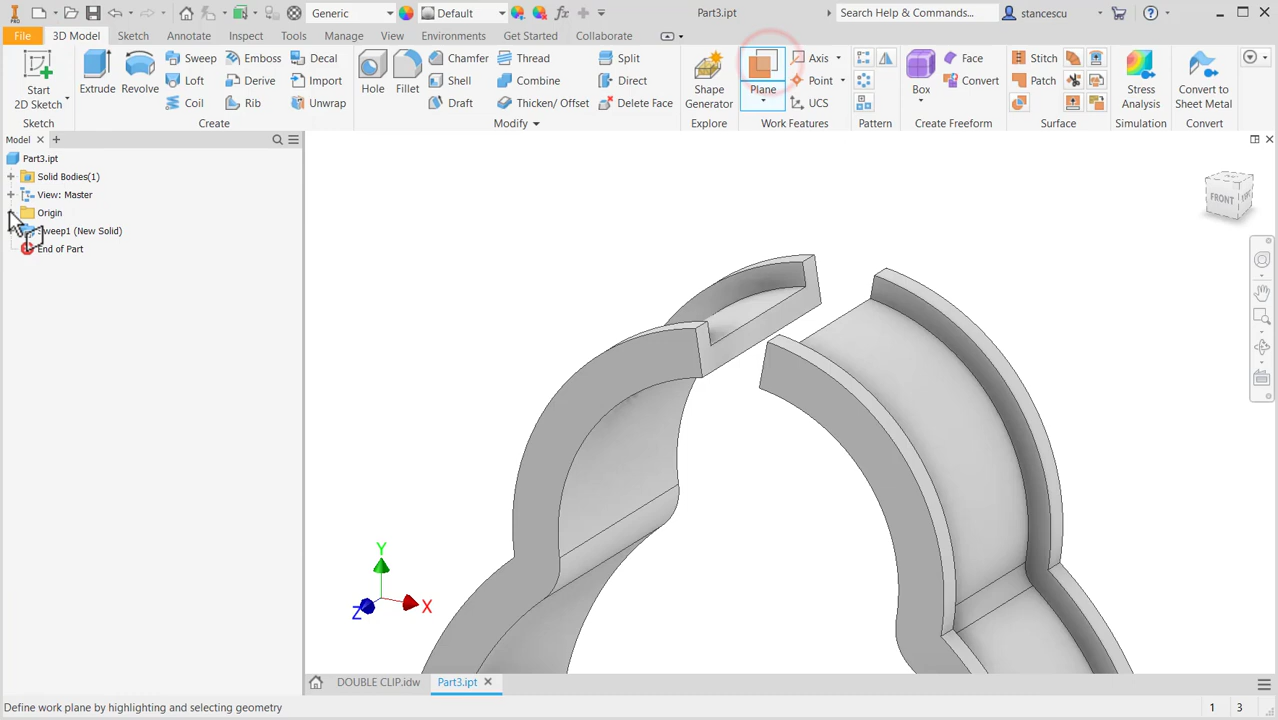 PRO
Generic
Default
fx
Part3.ipt
Search Help & Commands...
stancescu
File
3D Model
Sketch
Annotate
Inspect
Tools
Manage
View
Environments
Get Started
Collaborate
Start
2D Sketch
Extrude
Revolve
Sweep
Emboss
Decal
Loft
Derive
Import
Coil
Rib
Unwrap
Hole
Fillet
Chamfer
Thread
Split
Shell
Combine
Direct
Draft
Thicken/ Offset
Delete Face
Shape
Generator
Plane
Axis
Point
UCS
Box
Face
Convert
Stitch
Patch
Stress
Analysis
Convert to
Sheet Metal
Sketch
Create
Modify
Explore
Work Features
Pattern
Create Freeform
Surface
Simulation
Convert
Model
Part3.ipt
Solid Bodies(1)
View: Master
Origin
weep1 (New Solid)
End of Part
FRONT
Y
X
Z
DOUBLE CLIP.idw
Part3.ipt
Define work plane by highlighting and selecting geometry
1
3